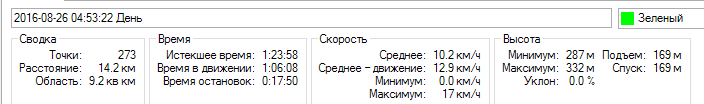 2016-08-26 04:53:22 День
Зеленый
Сводка
Точки: 273
Расстояние: 14.2 км
Область: 9.2 кв км
Время
Истекшее время: 1:23:58
Время в движении: 1:06:08
Время остановок: 0:17:50
Скорость
Среднее: 10.2 км/ч
Среднее - движение: 12.9 км/ч
Минимум: 0.0 км/ч
Максимум: 17 км/ч
Высота
Минимум: 287 м Подъем: 169 м
Максимум: 332 м Спуск: 169 м
Уклон: 0.0 %